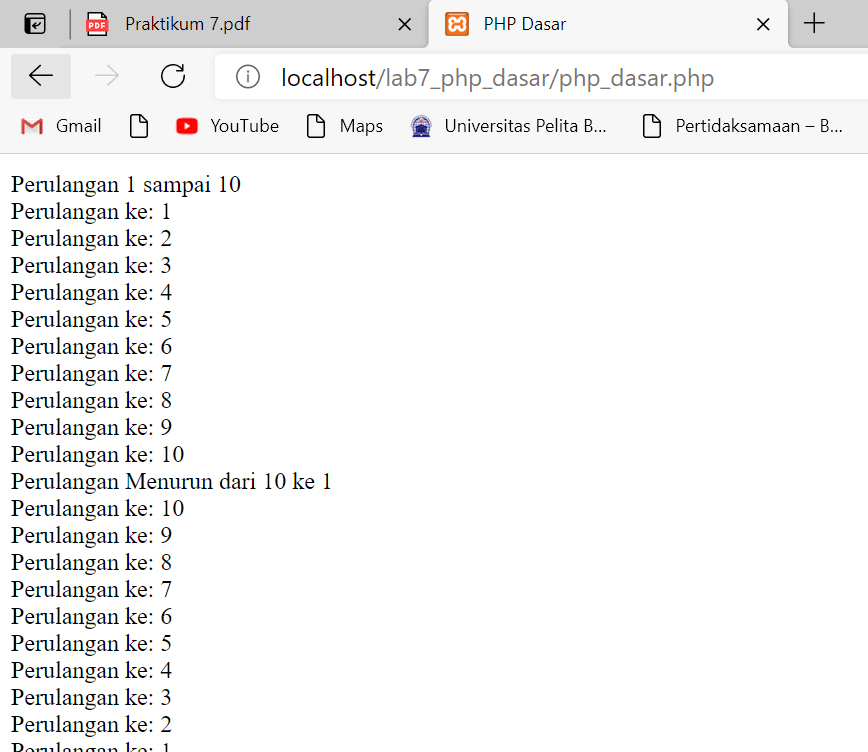 PDF Praktikum 7.pdf PHP Dasar
localhost/lab7_php_dasar/php_dasar.php
Gmail YouTube Maps Universitas Pelita B... Pertidaksamaan – B...
Perulangan 1 sampai 10
Perulangan ke: 1
Perulangan ke: 2
Perulangan ke: 3
Perulangan ke: 4
Perulangan ke: 5
Perulangan ke: 6
Perulangan ke: 7
Perulangan ke: 8
Perulangan ke: 9
Perulangan ke: 10
Perulangan Menurun dari 10 ke 1
Perulangan ke: 10
Perulangan ke: 9
Perulangan ke: 8
Perulangan ke: 7
Perulangan ke: 6
Perulangan ke: 5
Perulangan ke: 4
Perulangan ke: 3
Perulangan ke: 2
Perulangan ke: 1